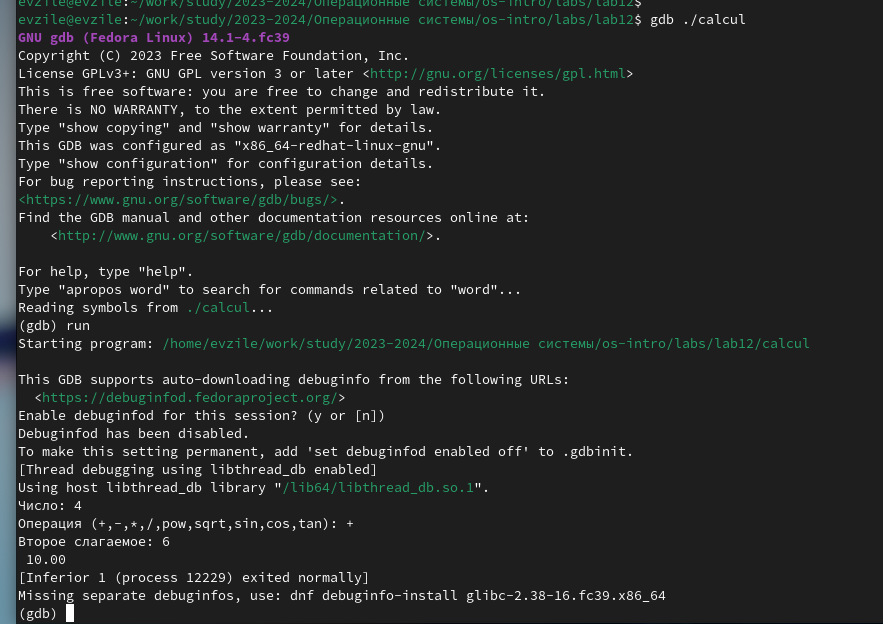 evzile@evzile:~/work/study/2023-2024/Операционные системы/os-intro/labs/lab12$
evzile@evzile:~/work/study/2023-2024/Операционные системы/os-intro/labs/lab12$ gdb ./calcul
GNU gdb (Fedora Linux) 14.1-4.fc39
Copyright (C) 2023 Free Software Foundation, Inc.
License GPLv3+: GNU GPL version 3 or later <http://gnu.org/licenses/gpl.html>
This is free software: you are free to change and redistribute it.
There is NO WARRANTY, to the extent permitted by law.
Type "show copying" and "show warranty" for details.
This GDB was configured as "x86_64-redhat-linux-gnu".
Type "show configuration" for configuration details.
For bug reporting instructions, please see:
<https://www.gnu.org/software/gdb/bugs/>.
Find the GDB manual and other documentation resources online at:
    <http://www.gnu.org/software/gdb/documentation/>.
For help, type "help".
Type "apropos word" to search for commands related to "word"...
Reading symbols from ./calcul...
(gdb) run
Starting program: /home/evzile/work/study/2023-2024/Операционные системы/os-intro/labs/lab12/calcul
This GDB supports auto-downloading debuginfo from the following URLs:
  <https://debuginfod.fedoraproject.org/>
Enable debuginfod for this session? (y or [n])
Debuginfod has been disabled.
To make this setting permanent, add 'set debuginfod enabled off' to .gdbinit.
[Thread debugging using libthread_db enabled]
Using host libthread_db library "/lib64/libthread_db.so.1".
Число: 4
Операция (+,-,*,/,pow,sqrt,sin,cos,tan): +
Второе слагаемое: 6
 10.00
[Inferior 1 (process 12229) exited normally]
Missing separate debuginfos, use: dnf debuginfo-install glibc-2.38-16.fc39.x86_64
(gdb)